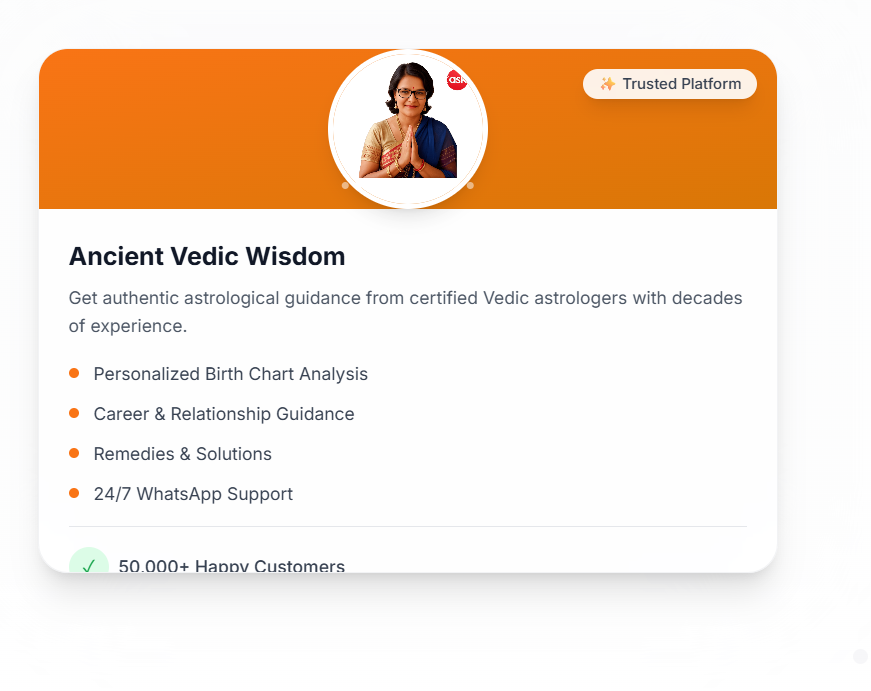 ask
✨ Trusted Platform
Ancient Vedic Wisdom
Get authentic astrological guidance from certified Vedic astrologers with decades
of experience.
Personalized Birth Chart Analysis
Career & Relationship Guidance
Remedies & Solutions
24/7 WhatsApp Support
✓ 50,000+ Happy Customers